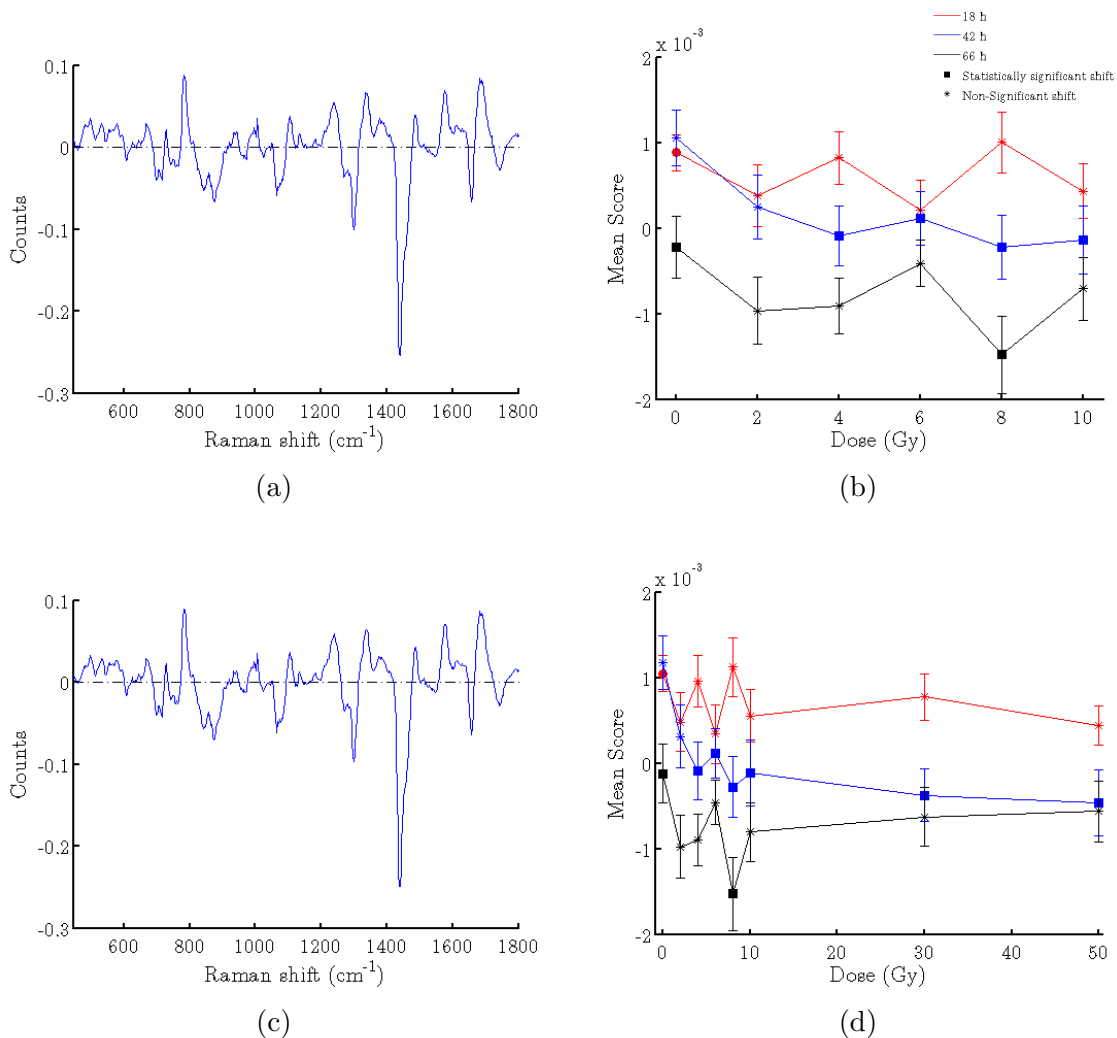 18 h
42 h
66 h
Statistically significant shift
Non-Significant shift
0.1
0
-0.1
-0.2
-0.3
Counts
600 800 1000 1200 1400 1600 1800
Raman shift (cm⁻¹)
(a)
x 10⁻³
2
1
0
-1
-2
Mean Score
0 2 4 6 8 10
Dose (Gy)
(b)
0.1
0
-0.1
-0.2
-0.3
Counts
600 800 1000 1200 1400 1600 1800
Raman shift (cm⁻¹)
(c)
x 10⁻³
2
1
0
-1
-2
Mean Score
0 10 20 30 40 50
Dose (Gy)
(d)